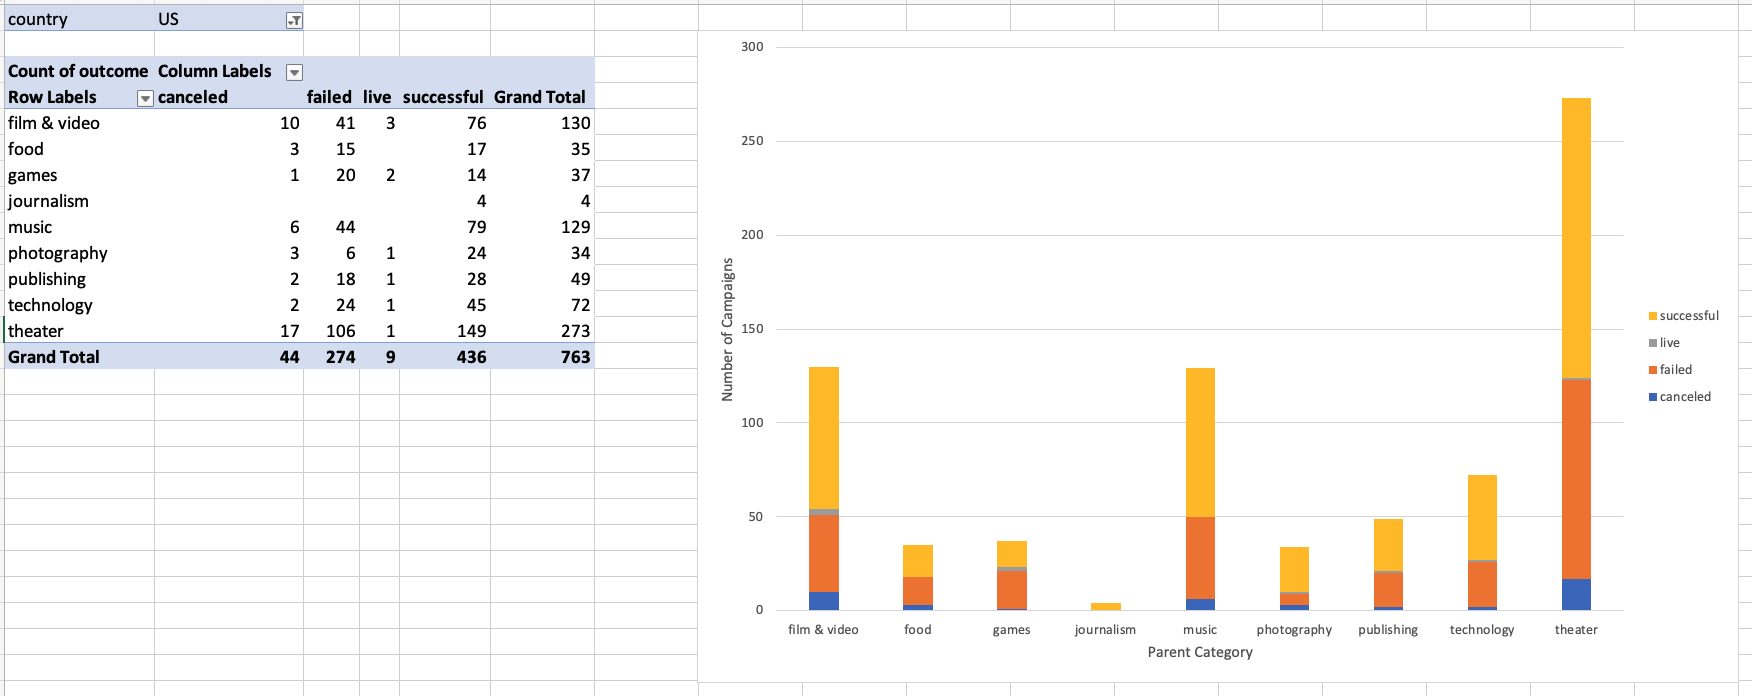 country US
Count of outcome Column Labels
Row Labels canceled failed live successful Grand Total
film & video 10 41 3 76 130
food 3 15 17 35
games 1 20 2 14 37
journalism 4 4
music 6 44 79 129
photography 3 6 1 24 34
publishing 2 18 1 28 49
technology 2 24 1 45 72
theater 17 106 1 149 273
Grand Total 44 274 9 436 763
300
250
200
150
100
50
0
Number of Campaigns
film & video food games journalism music photography publishing technology theater
Parent Category
successful
live
failed
canceled